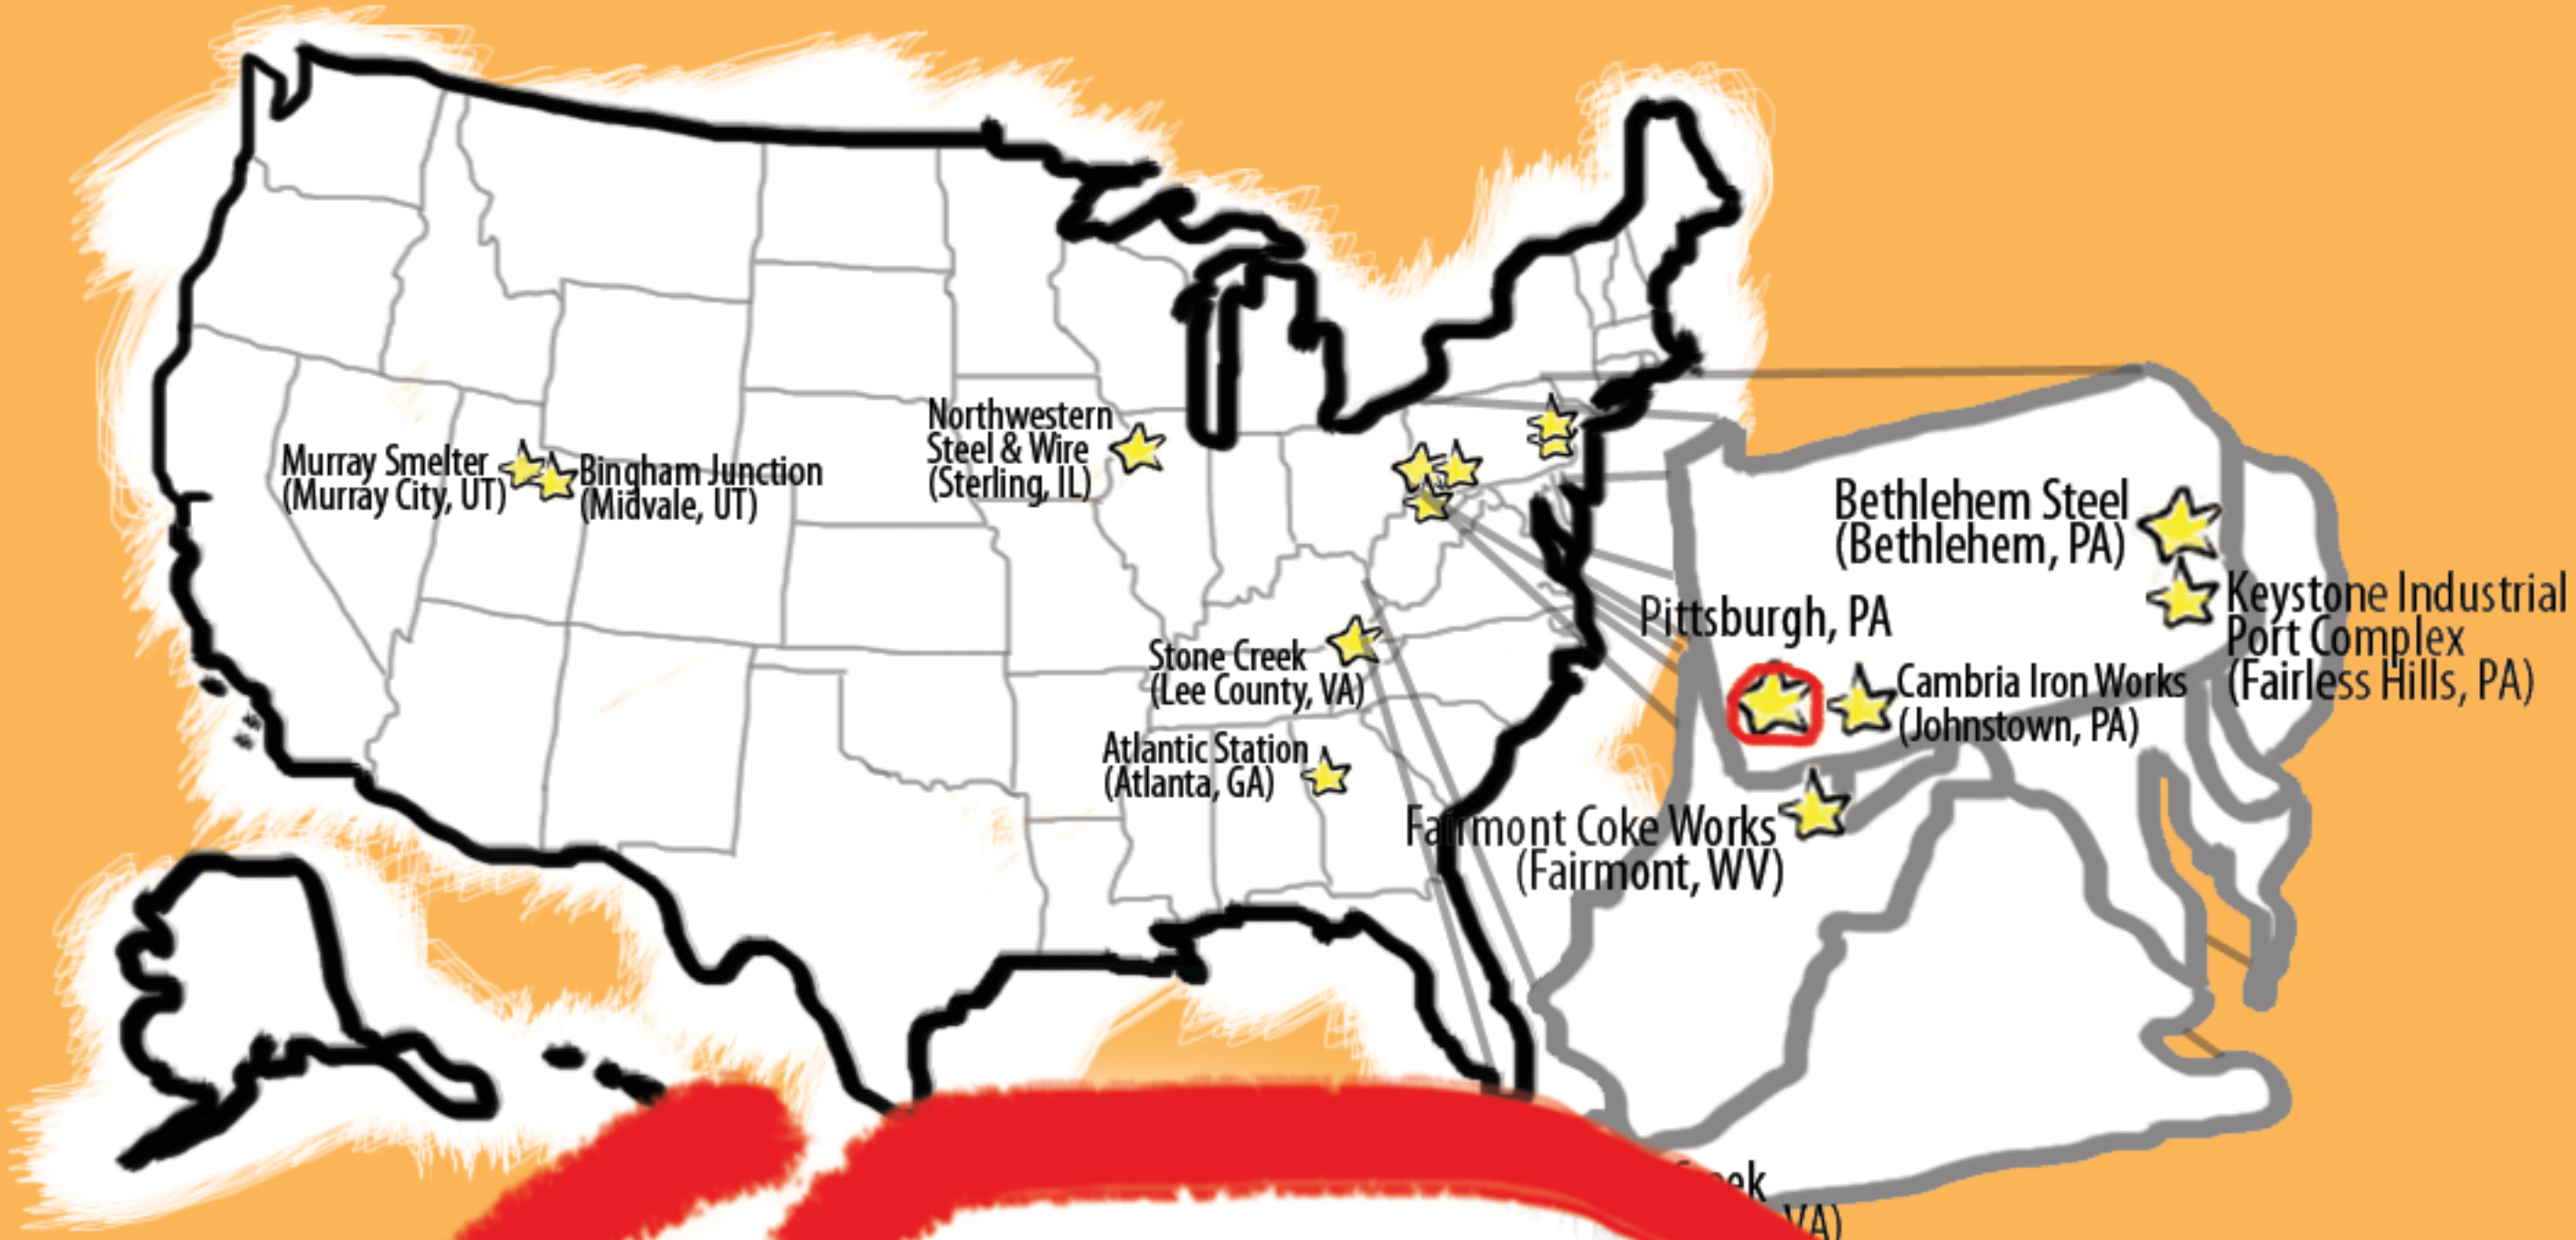 Northwestern
Steel & Wire
(Sterling, IL)
Murray Smelter
(Murray City, UT)
Bingham Junction
(Midvale, UT)
Stone Creek
(Lee County, VA)
Atlantic Station
(Atlanta, GA)
Bethlehem Steel
(Bethlehem, PA)
Keystone Industrial
Port Complex
(Fairless Hills, PA)
Pittsburgh, PA
Cambria Iron Works
(Johnstown, PA)
Fairmont Coke Works
(Fairmont, WV)
VA)